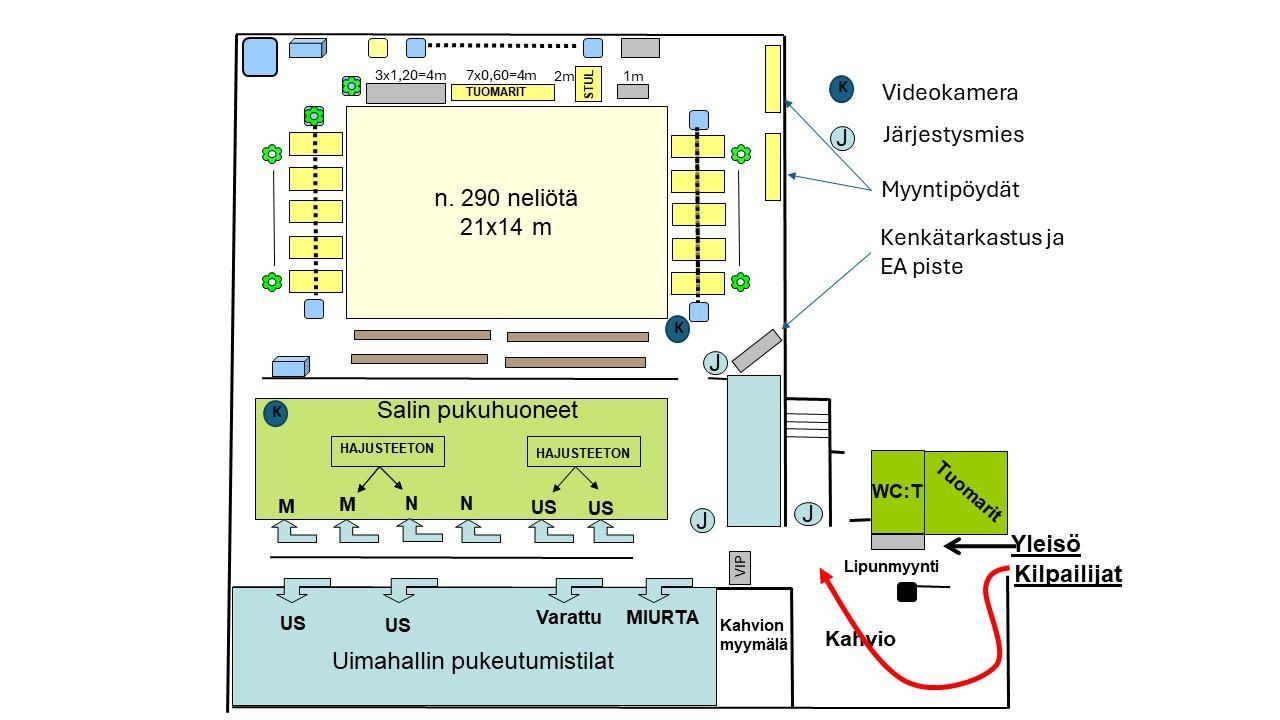 3x1,20=4m
7x0,60=4m
2m
STUL
1m
TUOMARIT
n. 290 neliötä
21x14 m
K
Videokamera
J
Järjestysmies
Myyntipöydät
Kenkätarkastus ja
EA piste
K
J
K
Salin pukuhuoneet
HAJUSTEETON
HAJUSTEETON
M
M
N
N
US
US
J
J
WC:T
Tuomarit
Yleisö
Kilpailijat
Lipunmyynti
VIP
US
US
Varattu
MIURTA
Kahvion
myymälä
Kahvio
Uimahallin pukeutumistilat